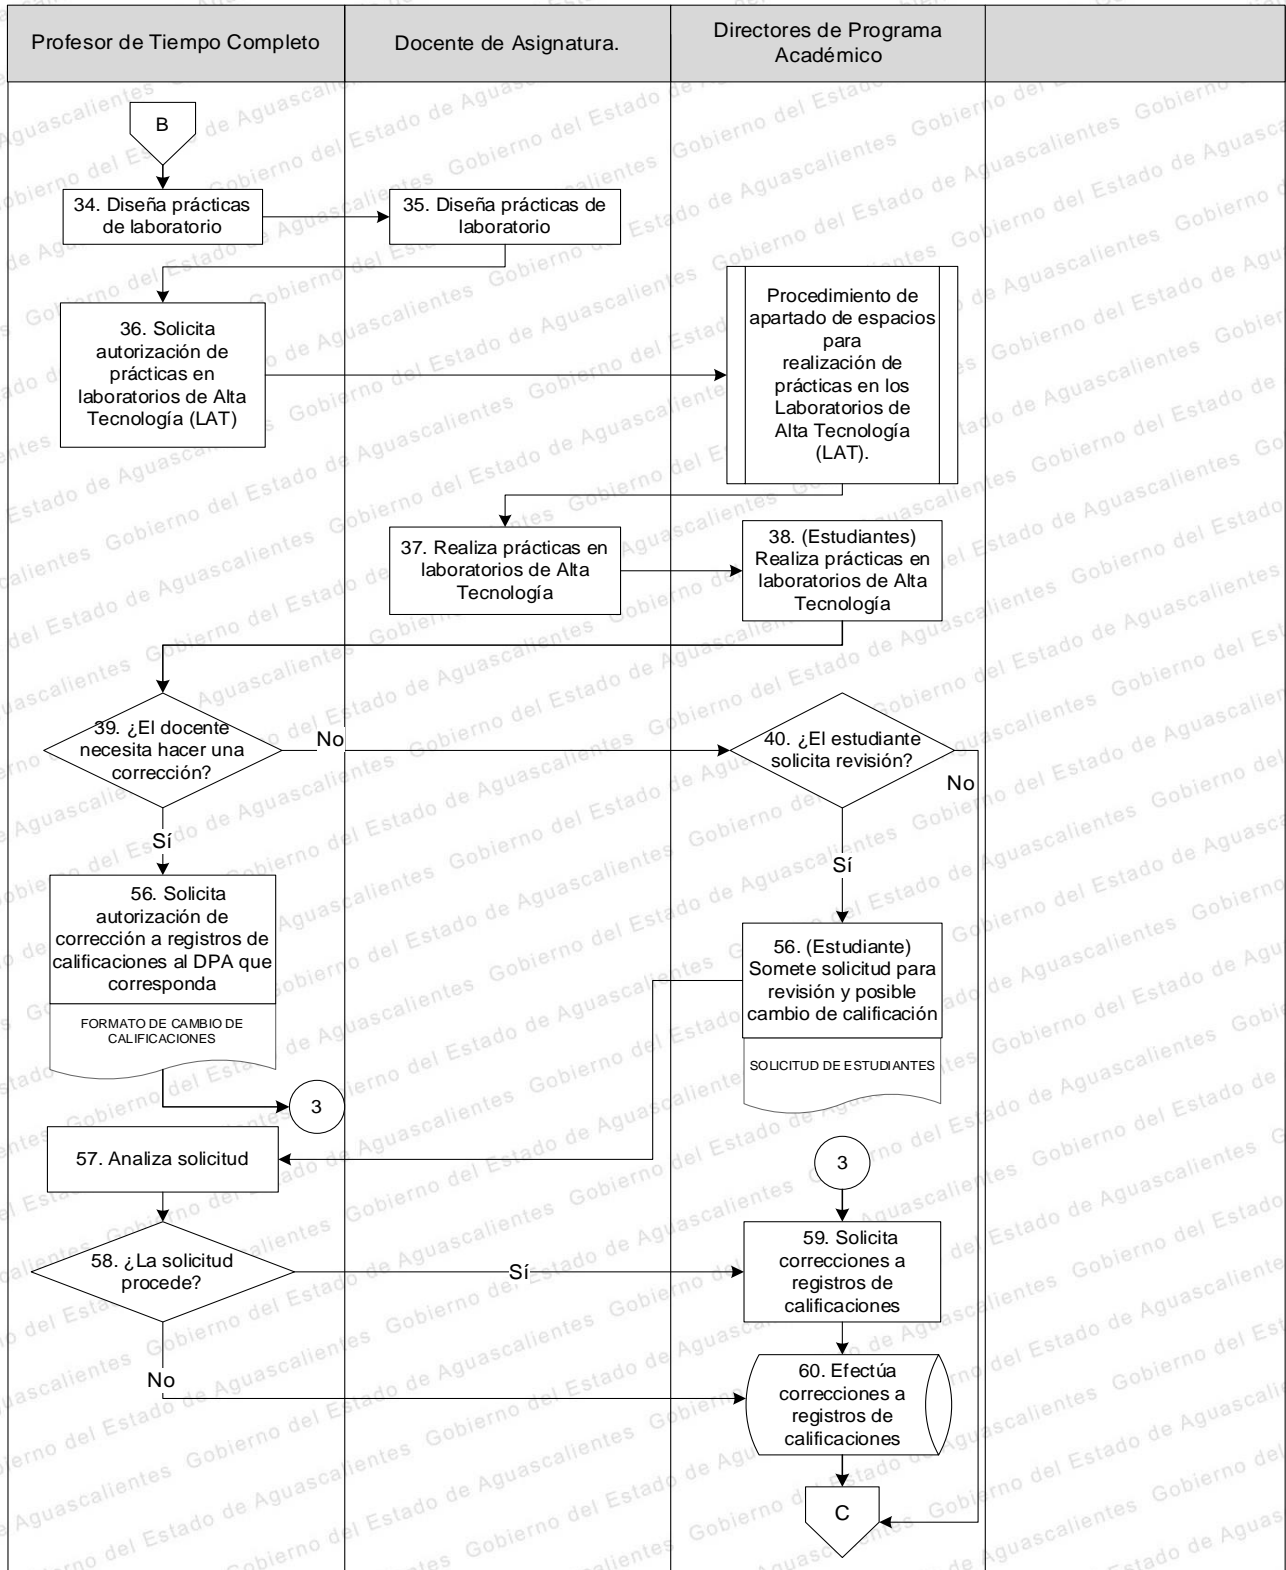 Profesor de Tiempo Completo
Docente de Asignatura.
Directores de Programa
Académico
B
34. Diseña prácticas
de laboratorio
35. Diseña prácticas de
laboratorio
36. Solicita
autorización de
prácticas en
laboratorios de Alta
Tecnología (LAT)
Procedimiento de
apartado de espacios
para
realización de
prácticas en los
Laboratorios de
Alta Tecnología
(LAT).
37. Realiza prácticas en
laboratorios de Alta
Tecnología
38. (Estudiantes)
Realiza prácticas en
laboratorios de Alta
Tecnología
39. ¿El docente
necesita hacer una
corrección?
No
40. ¿El estudiante
solicita revisión?
No
Sí
Sí
56. Solicita
autorización de
corrección a registros de
calificaciones al DPA que
corresponda
FORMATO DE CAMBIO DE
CALIFICACIONES
3
56. (Estudiante)
Somete solicitud para
revisión y posible
cambio de calificación
SOLICITUD DE ESTUDIANTES
57. Analiza solicitud
3
58. ¿La solicitud
procede?
Sí
59. Solicita
correcciones a
registros de
calificaciones
No
60. Efectúa
correcciones a
registros de
calificaciones
C